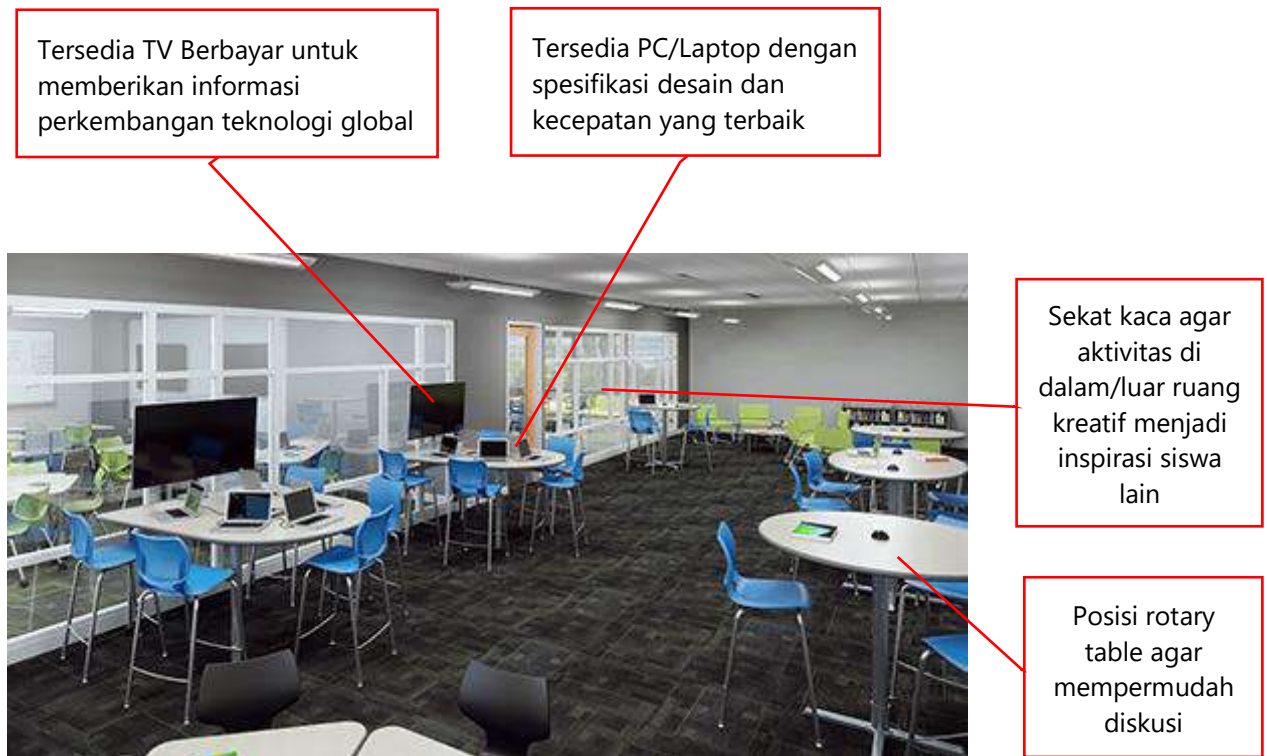 Tersedia TV Berbayar untuk
memberikan informasi
perkembangan teknologi global
Tersedia PC/Laptop dengan
spesifikasi desain dan
kecepatan yang terbaik
Sekat kaca agar
aktivitas di
dalam/luar ruang
kreatif menjadi
inspirasi siswa
lain
Posisi rotary
table agar
mempermudah
diskusi